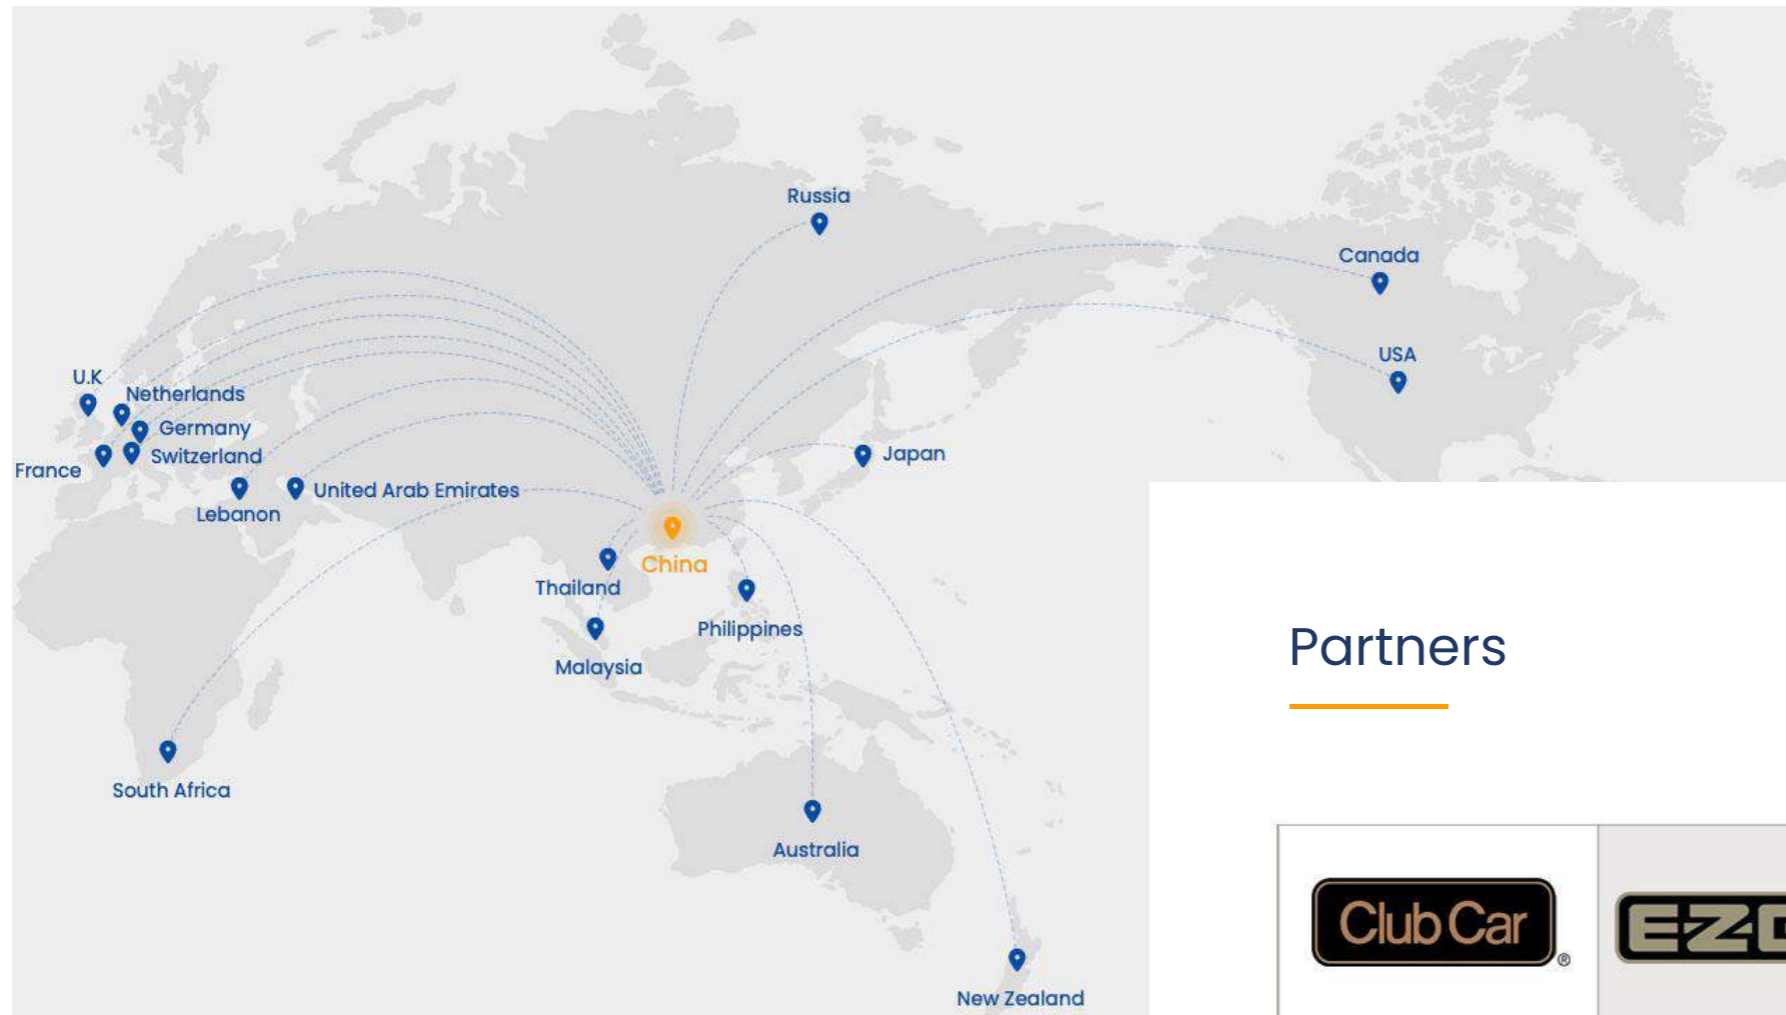 Russia
Canada
USA
U.K
Netherlands
Germany
Switzerland
France
Japan
United Arab Emirates
Lebanon
China
Thailand
Philippines
Malaysia
South Africa
Australia
New Zealand
Partners
Club Car
®